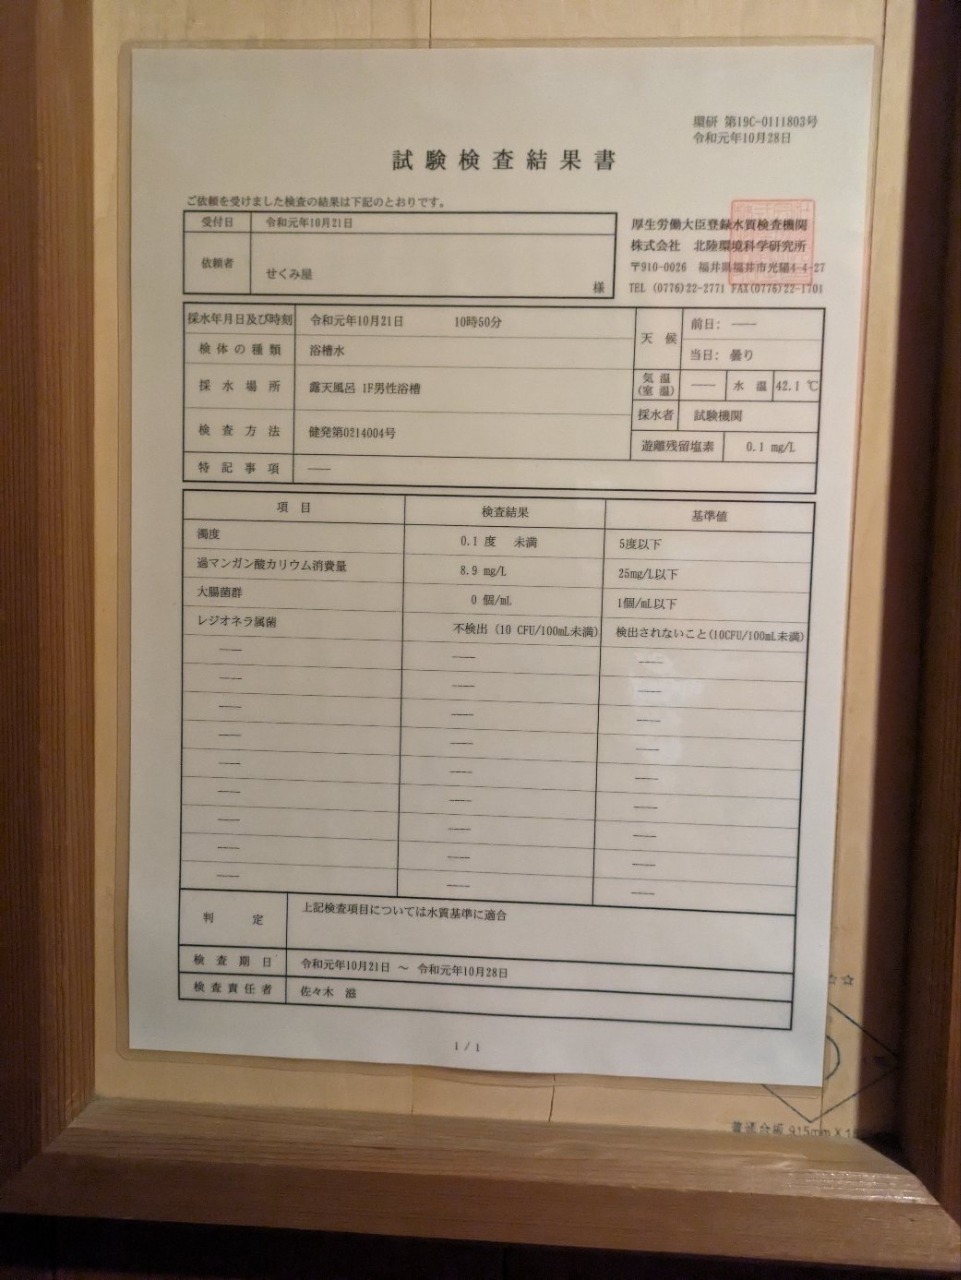 環研 第19C-0111803号
令和元年10月28日
試験検査結果書
ご依頼を受けました検査の結果は下記のとおりです。
受付日 令和元年10月21日
依頼者 せくみ屋 様
厚生労働大臣登録水質検査機関
株式会社 北陸環境科学研究所
〒910-0026 福井県福井市光陽4-4-27
TEL (0776)22-2771 FAX(0776)22-1701
採水年月日及び時刻 令和元年10月21日 10時50分
天候 前日: ―― 当日: 曇り
検体の種類 浴槽水
採水場所 露天風呂 1F男性浴槽
気温(室温) ―― 水温 42.1 ℃
採水者 試験機関
検査方法 健発第0214004号
遊離残留塩素 0.1 mg/L
特記事項 ――
項目 検査結果 基準値
濁度 0.1 度 未満 5度以下
過マンガン酸カリウム消費量 8.9 mg/L 25mg/L以下
大腸菌群 0 個/mL 1個/mL以下
レジオネラ属菌 不検出 (10 CFU/100mL未満) 検出されないこと(10CFU/100mL未満)
―― ―― ――
―― ―― ――
―― ―― ――
―― ―― ――
―― ―― ――
―― ―― ――
―― ―― ――
―― ―― ――
―― ―― ――
判定 上記検査項目については水質基準に適合
検査期日 令和元年10月21日 ～ 令和元年10月28日
検査責任者 佐々木 滋
1 / 1
☆☆
普通合板 915mm×1